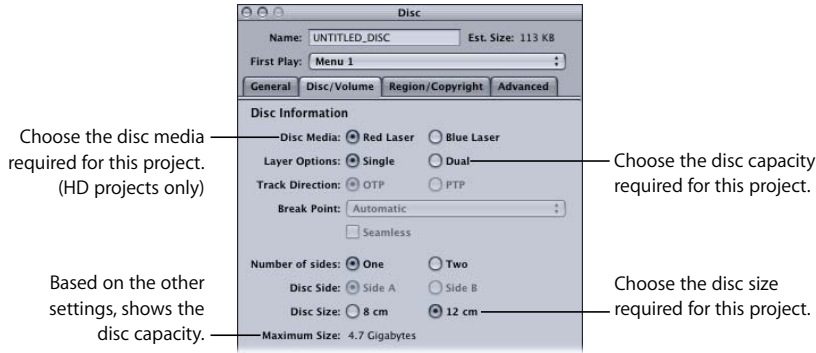 Disc
Name: UNTITLED_DISC Est. Size: 113 KB
First Play: Menu 1
General Disc/Volume Region/Copyright Advanced
Disc Information
Disc Media: Red Laser Blue Laser
Layer Options: Single Dual
Track Direction: OTP PTP
Break Point: Automatic
Seamless
Number of sides: One Two
Disc Side: Side A Side B
Disc Size: 8 cm 12 cm
Maximum Size: 4.7 Gigabytes
Choose the disc media
required for this project.
(HD projects only)
Based on the other
settings, shows the
disc capacity.
Choose the disc capacity
required for this project.
Choose the disc size
required for this project.